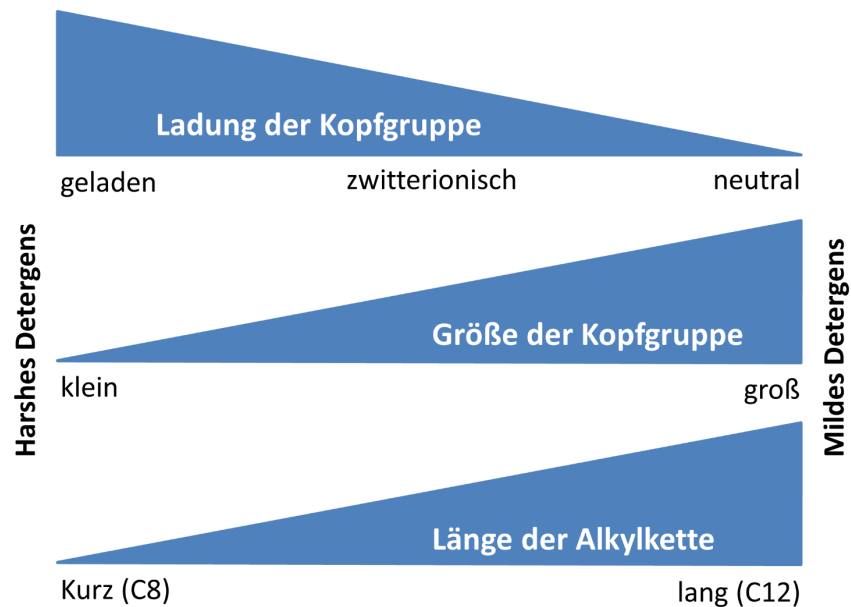 Ladung der Kopfgruppe
geladen zwitterionisch neutral
Harshes Detergens
Mildes Detergens
Größe der Kopfgruppe
klein groß
Länge der Alkylkette
Kurz (C8) lang (C12)